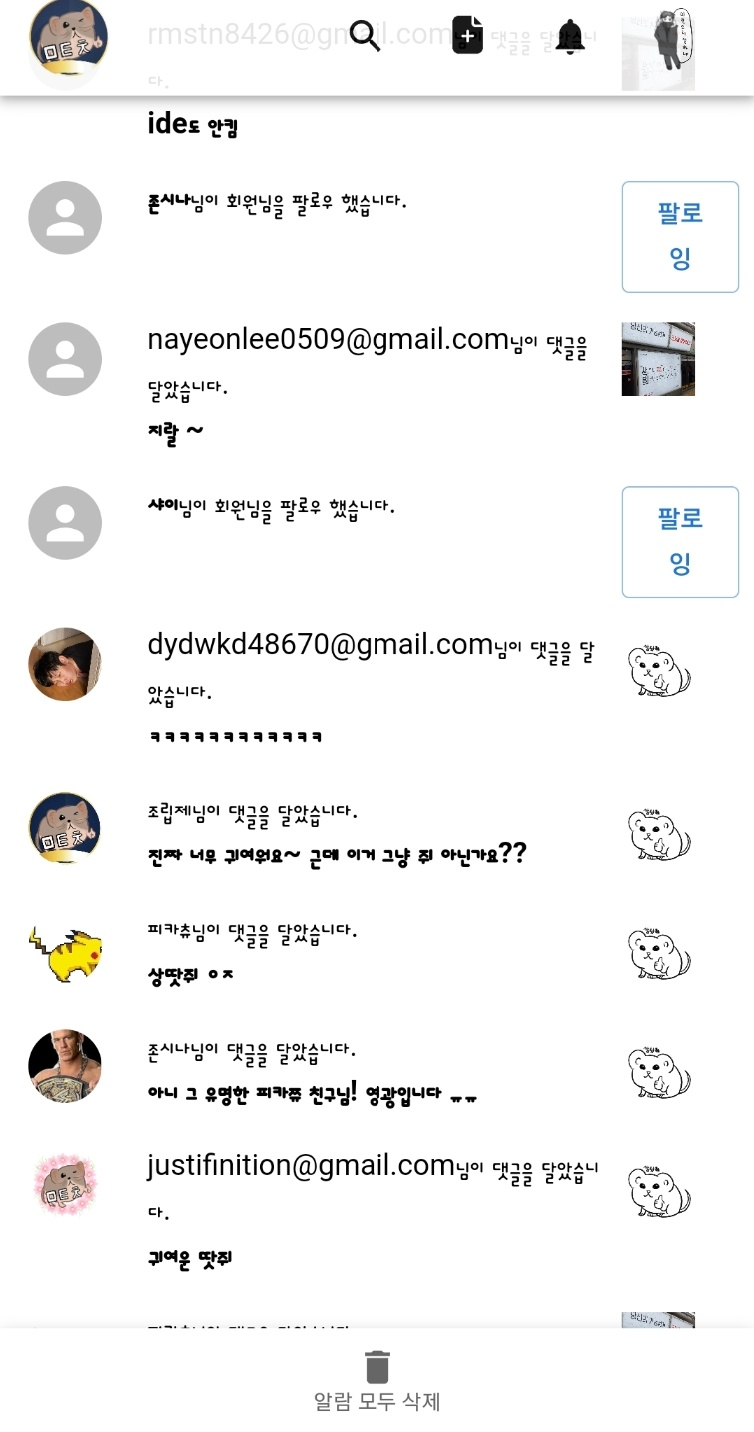 rmstn8426@gmail.com님이 댓글을 달았습니
다.
ide도 안킴
존시나님이 회원님을 팔로우 했습니다.
팔로
잉
nayeonlee0509@gmail.com님이 댓글을
달았습니다.
지랄 ~
샤이님이 회원님을 팔로우 했습니다.
팔로
잉
dydwkd48670@gmail.com님이 댓글을 달
았습니다.
ㅋㅋㅋㅋㅋㅋㅋㅋㅋㅋㅋㅋ
조립제님이 댓글을 달았습니다.
진짜 너무 귀여워요~ 근데 이거 그냥 쥐 아닌가요??
피카츄님이 댓글을 달았습니다.
상땃쥐 ㅇㅈ
존시나님이 댓글을 달았습니다.
아니 그 유명한 피카쮸 친구님! 영광입니다 ㅠㅠ
justifinition@gmail.com님이 댓글을 달았습니
다.
귀여운 땃쥐
알람 모두 삭제